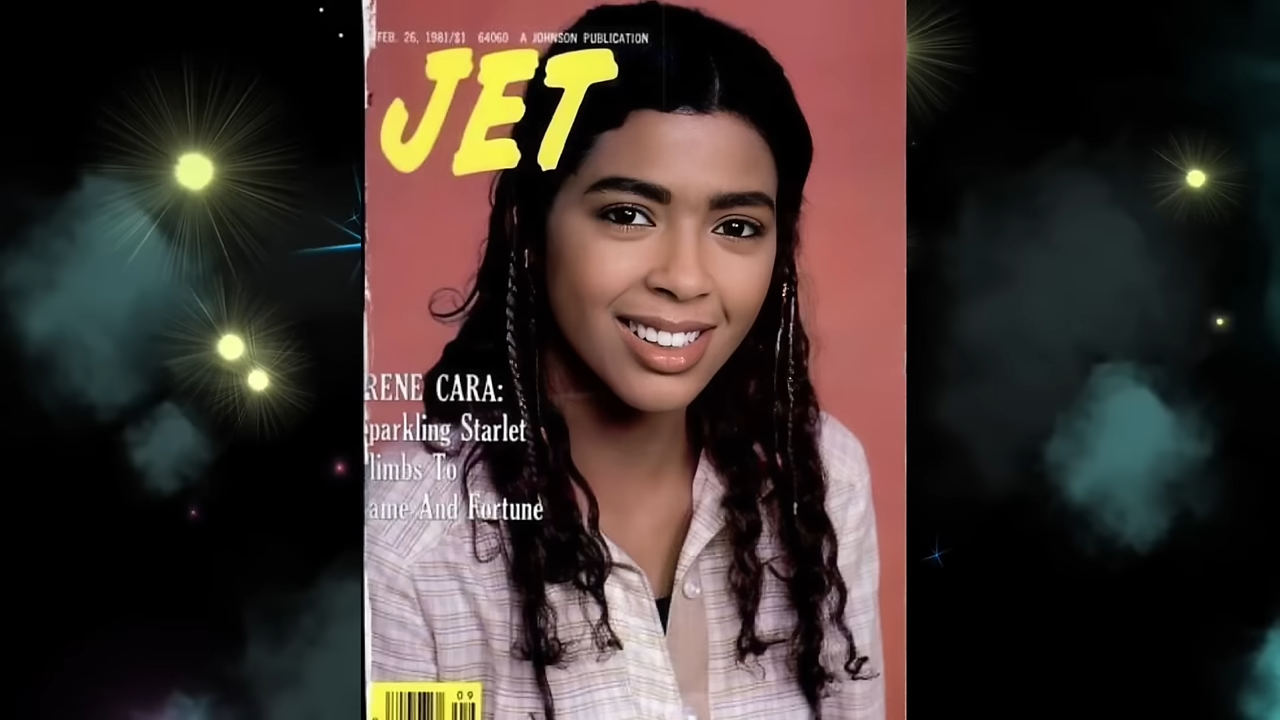 FEB. 26, 1981/$1 64060 A JOHNSON PUBLICATION
JET
RENE CARA:
parkling Starlet
limbs To
ame And Fortune
09